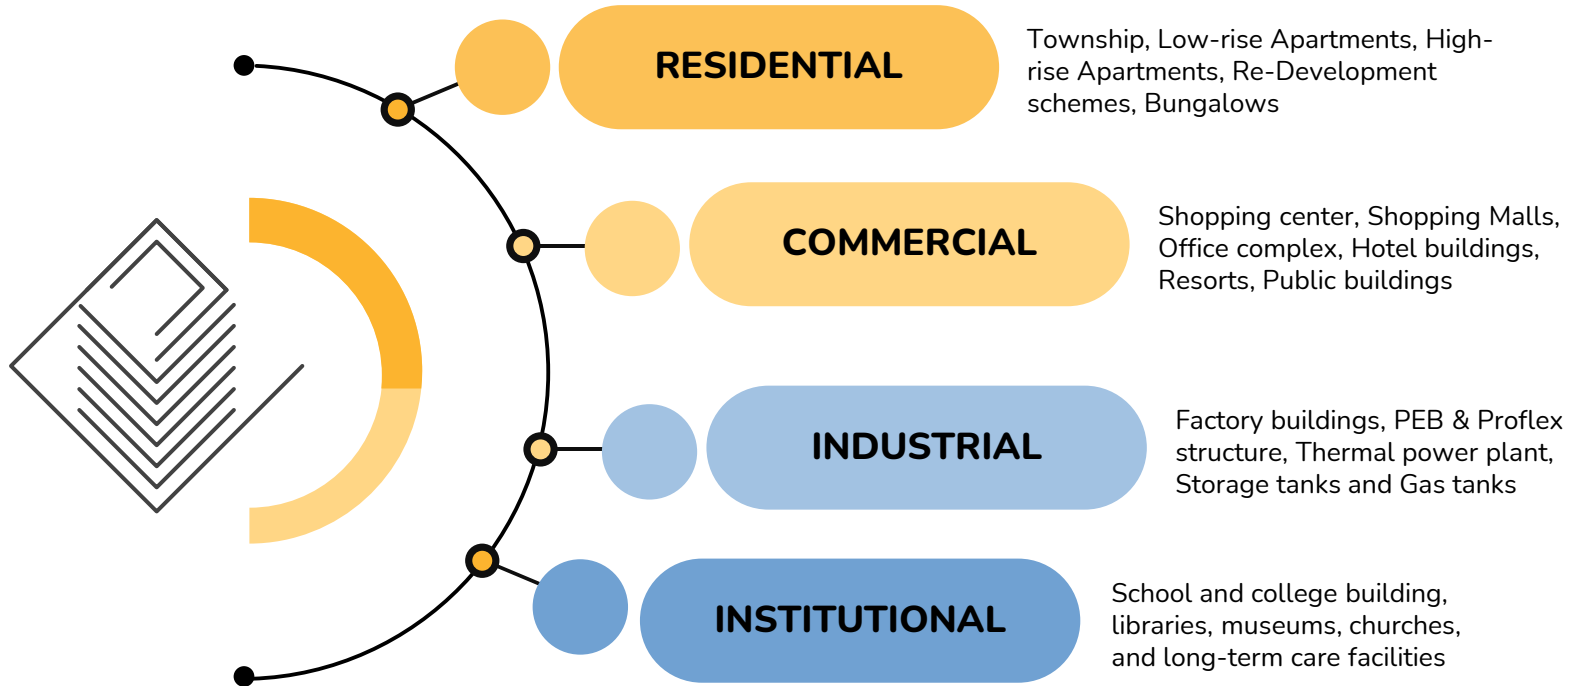 RESIDENTIAL
Township, Low-rise Apartments, High-
rise Apartments, Re-Development
schemes, Bungalows
COMMERCIAL
Shopping center, Shopping Malls,
Office complex, Hotel buildings,
Resorts, Public buildings
INDUSTRIAL
Factory buildings, PEB & Proflex
structure, Thermal power plant,
Storage tanks and Gas tanks
INSTITUTIONAL
School and college building,
libraries, museums, churches,
and long-term care facilities